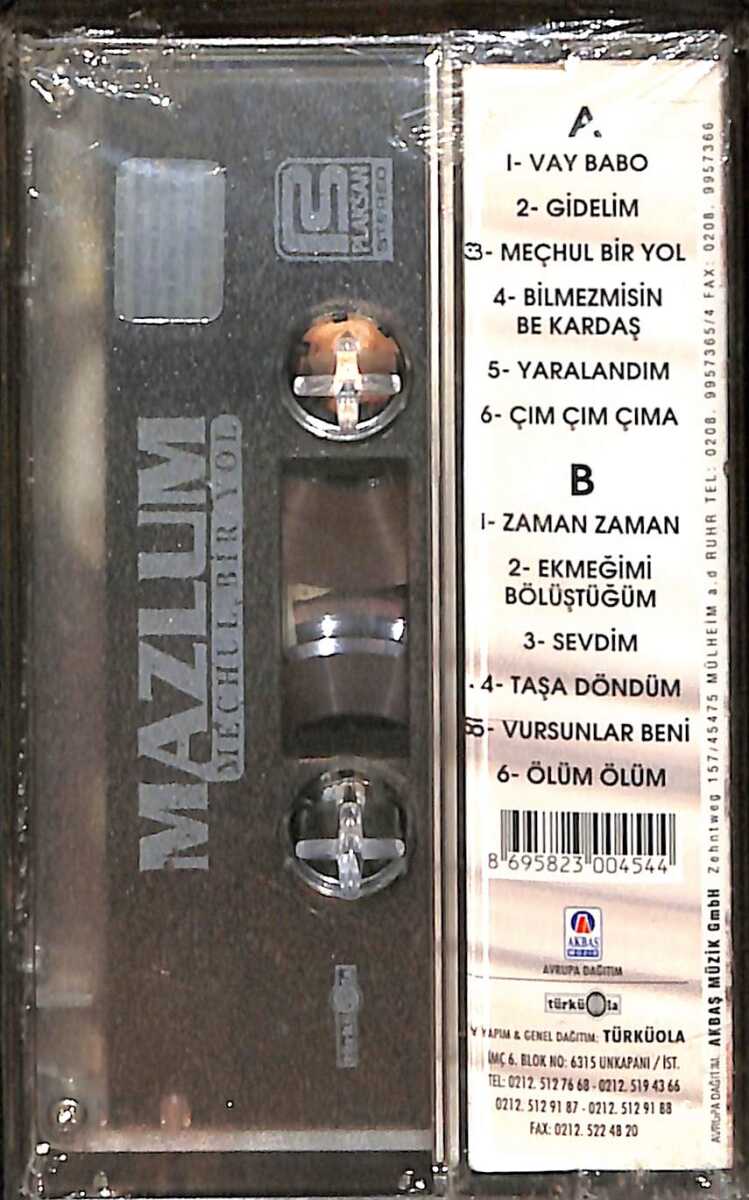 PLAKSAN
STEREO
MAZLUM
MEÇHUL BİR YOL
A.
1- VAY BABO
2- GİDELİM
3- MEÇHUL BİR YOL
4- BİLMEZMİSİN
BE KARDAŞ
5- YARALANDIM
6- ÇIM ÇIM ÇIMA
B
1- ZAMAN ZAMAN
2- EKMEĞİMİ
BÖLÜŞTÜĞÜM
3- SEVDİM
4- TAŞA DÖNDÜM
5- VURSUNLAR BENİ
6- ÖLÜM ÖLÜM
8 695823 004544
AKBAŞ
MÜZİK
AVRUPA DAĞITIM
türküola
YAPIM & GENEL DAĞITIM: TÜRKÜOLA
İMÇ 6. BLOK NO: 6315 UNKAPANI / İST.
TEL: 0212. 512 76 68 - 0212. 519 43 66
0212. 512 91 87 - 0212. 512 91 88
FAX: 0212. 522 48 20
AVRUPA DAĞITIM: AKBAŞ MÜZİK GmbH Zehntweg 157/45475 MÜLHEIM a.d RUHR TEL: 0208. 9957365/4 FAX: 0208. 9957366